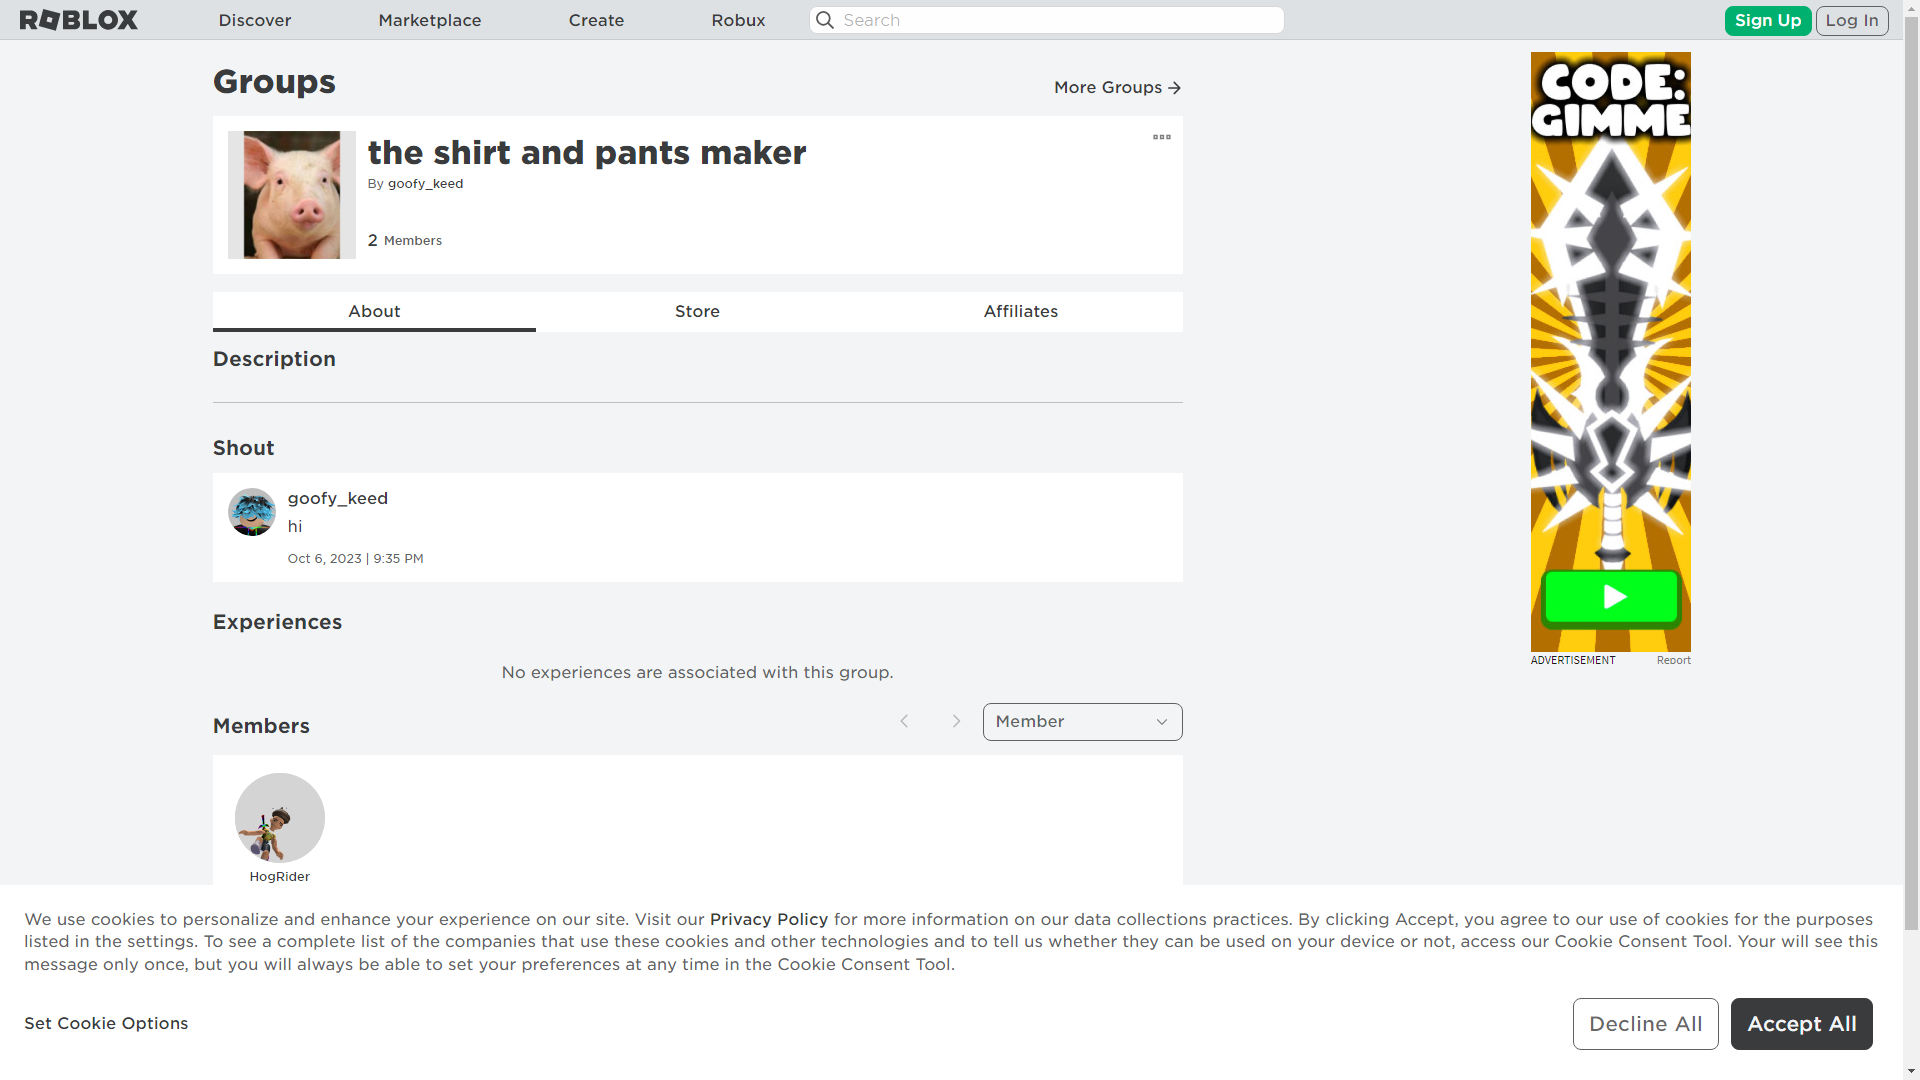 ROBLOX
Discover
Marketplace
Create
Robux
Search
Sign Up
Log In
Groups
More Groups
the shirt and pants maker
By goofy_keed
2 Members
About
Store
Affiliates
Description
Shout
goofy_keed
hi
Oct 6, 2023 | 9:35 PM
Experiences
No experiences are associated with this group.
Members
Member
HogRider
CODE:
GIMME
ADVERTISEMENT
Report
We use cookies to personalize and enhance your experience on our site. Visit our Privacy Policy for more information on our data collections practices. By clicking Accept, you agree to our use of cookies for the purposes
listed in the settings. To see a complete list of the companies that use these cookies and other technologies and to tell us whether they can be used on your device or not, access our Cookie Consent Tool. Your will see this
message only once, but you will always be able to set your preferences at any time in the Cookie Consent Tool.
Set Cookie Options
Decline All
Accept All